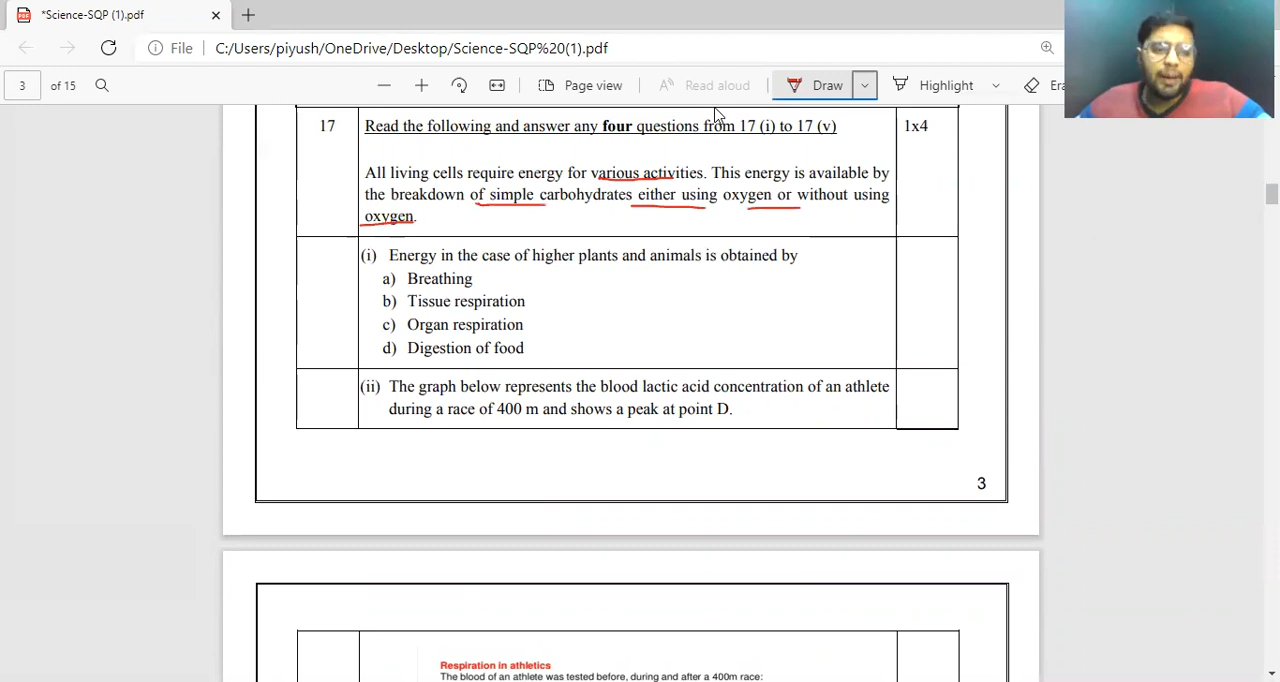 *Science-SQP (1).pdf
File C:/Users/piyush/OneDrive/Desktop/Science-SQP%20(1).pdf
3 of 15 Page view Read aloud Draw Highlight Era
17 Read the following and answer any four questions from 17 (i) to 17 (v) 1x4
All living cells require energy for various activities. This energy is available by
the breakdown of simple carbohydrates either using oxygen or without using
oxygen.
(i) Energy in the case of higher plants and animals is obtained by
a) Breathing
b) Tissue respiration
c) Organ respiration
d) Digestion of food
(ii) The graph below represents the blood lactic acid concentration of an athlete
during a race of 400 m and shows a peak at point D.
3
Respiration in athletics
The blood of an athlete was tested before, during and after a 400m race: